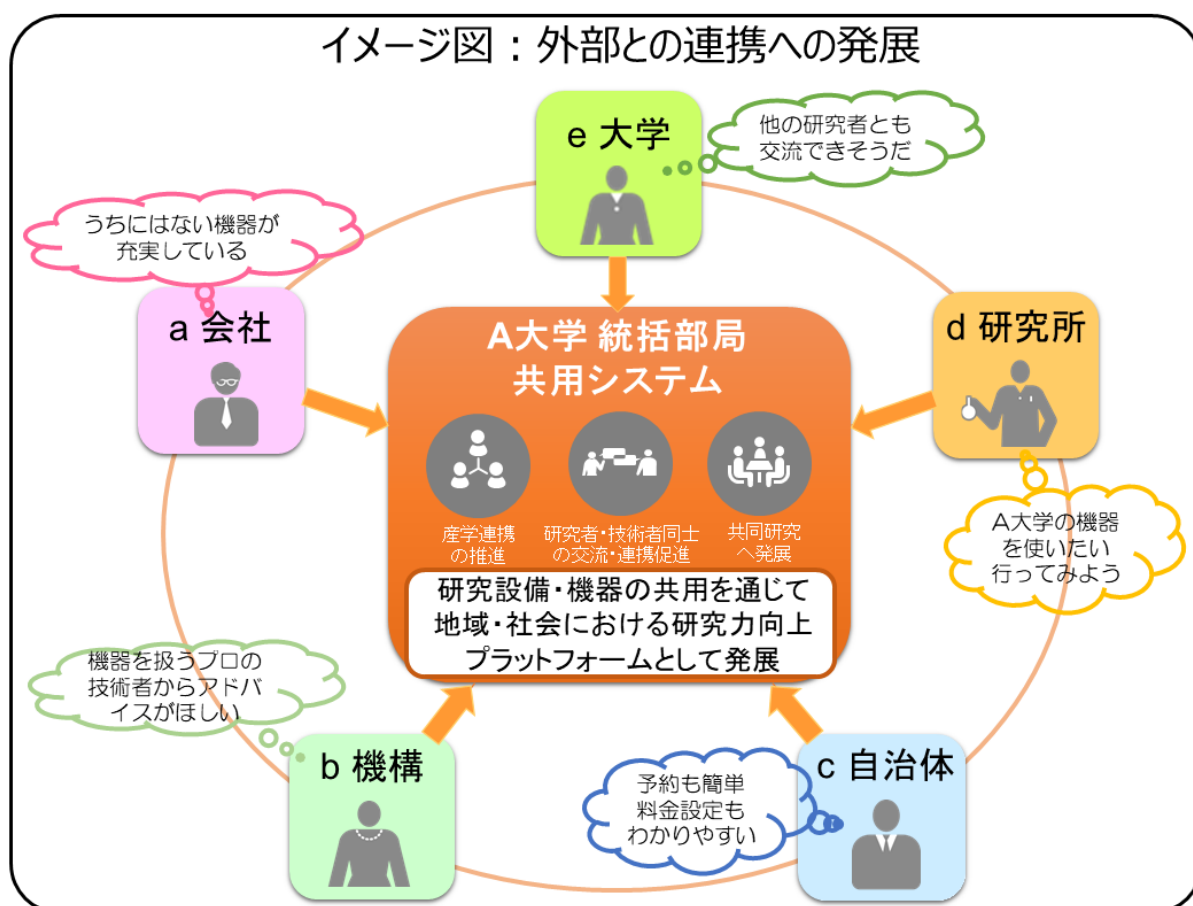 イメージ図：外部との連携への発展
e 大学
他の研究者とも
交流できそうだ
うちにはない機器が
充実している
a 会社
d 研究所
A大学 統括部局
共用システム
産学連携
の推進
研究者・技術者同士
の交流・連携促進
共同研究
へ発展
A大学の機器
を使いたい
行ってみよう
研究設備・機器の共用を通じて
地域・社会における研究力向上
プラットフォームとして発展
機器を扱うプロの
技術者からアドバ
イスがほしい
b 機構
c 自治体
予約も簡単
料金設定も
わかりやすい